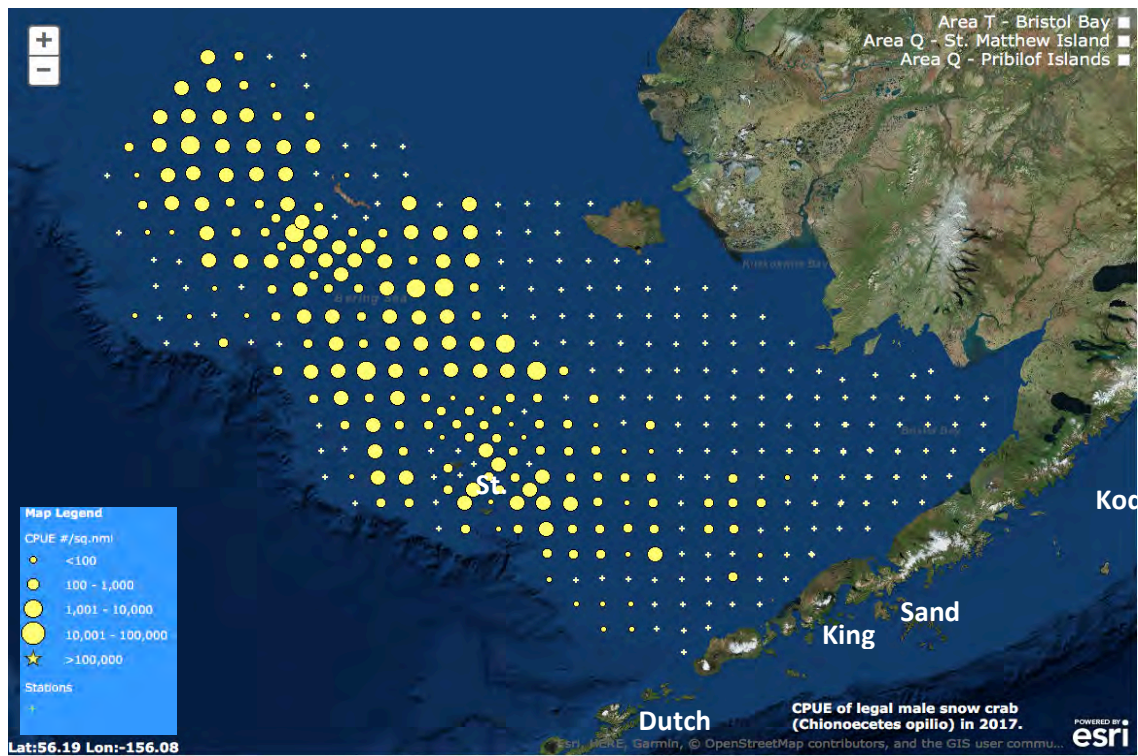 +
−
Area T - Bristol Bay
Area Q - St. Matthew Island
Area Q - Pribilof Islands
Kuskokwim Bay
Bering Sea
Bristol Bay
St.
Kod
Map Legend
CPUE #/sq.nmi
<100
100 - 1,000
1,001 - 10,000
10,001 - 100,000
>100,000
Stations
Sand
King
Dutch
CPUE of legal male snow crab
(Chionoecetes opilio) in 2017.
POWERED BY
esri
Esri, HERE, Garmin, © OpenStreetMap contributors, and the GIS user commu...
Lat:56.19 Lon:-156.08